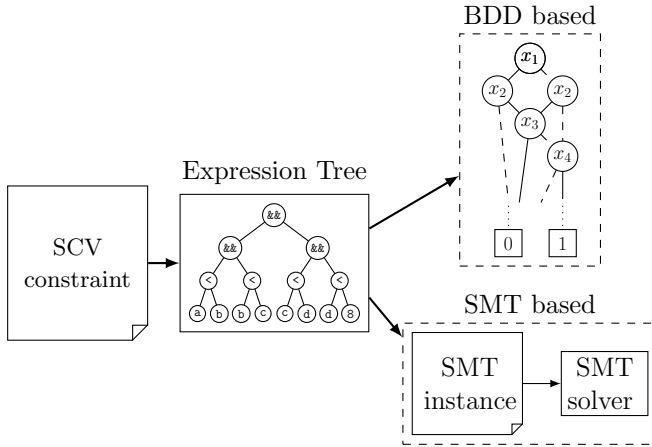 BDD based
x1
x2 x2
x3
x4
0 1
Expression Tree
&&
&& &&
< < < <
a b b c c d d 8
SCV
constraint
SMT based
SMT
instance
SMT
solver